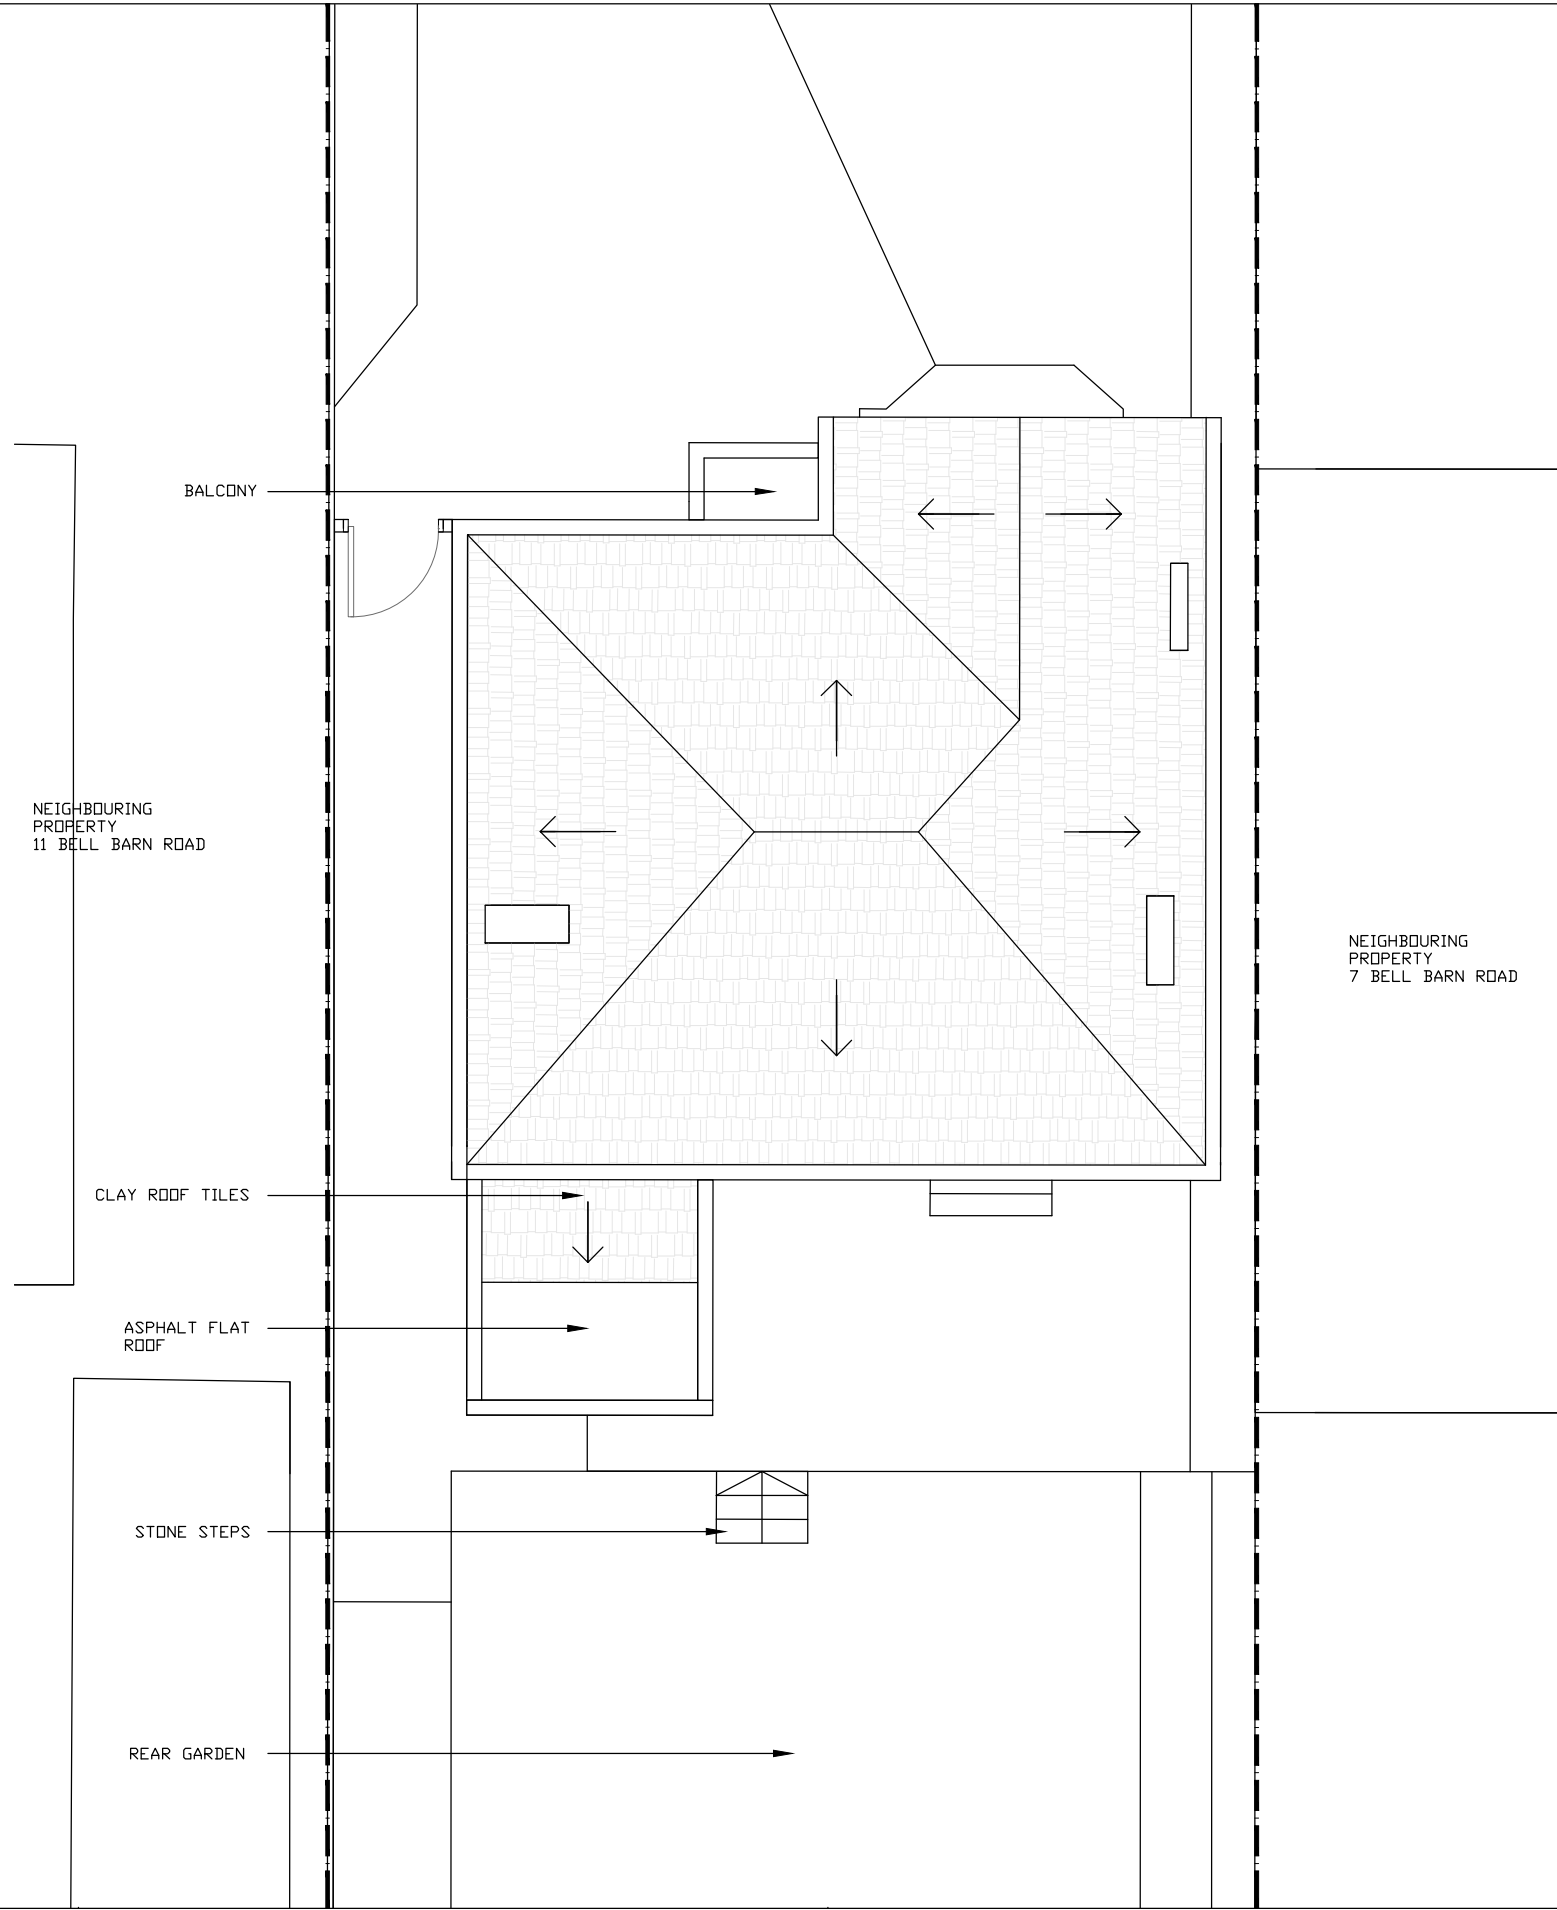 BALCONY
NEIGHBOURING
PROPERTY
11 BELL BARN ROAD
NEIGHBOURING
PROPERTY
7 BELL BARN ROAD
CLAY ROOF TILES
ASPHALT FLAT
ROOF
STONE STEPS
REAR GARDEN